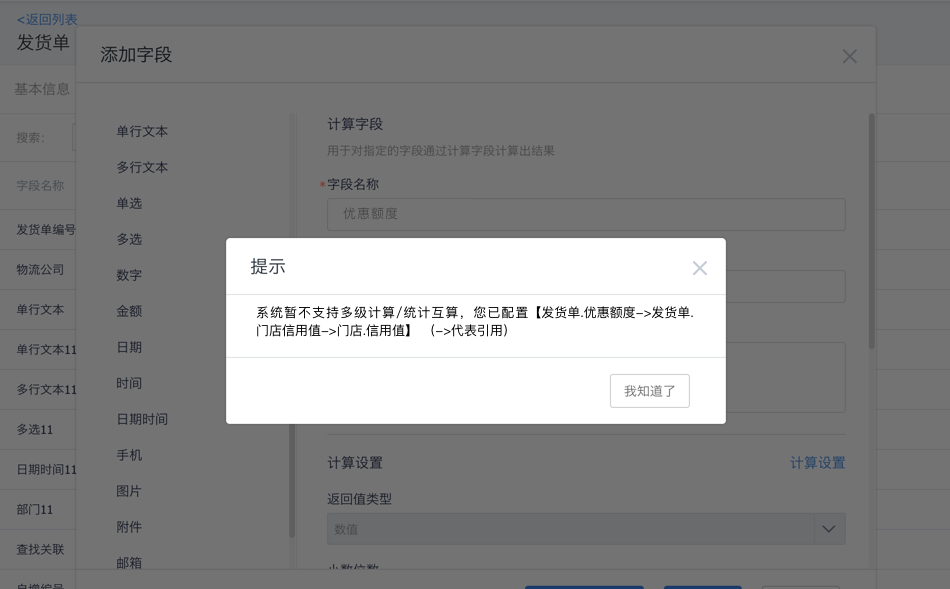 <返回列表
发货单
添加字段
基本信息
搜索:
字段名称
发货单编号
物流公司
单行文本
单行文本11
多行文本11
多选11
日期时间11
部门11
查找关联
自增编号
单行文本
多行文本
单选
多选
数字
金额
日期
时间
日期时间
手机
图片
附件
邮箱
计算字段
用于对指定的字段通过计算字段计算出结果
*字段名称
优惠额度
提示
系统暂不支持多级计算/统计互算，您已配置【发货单.优惠额度->发货单.
门店信用值->门店.信用值】 （->代表引用）
我知道了
计算设置
计算设置
返回值类型
数值
小数位数